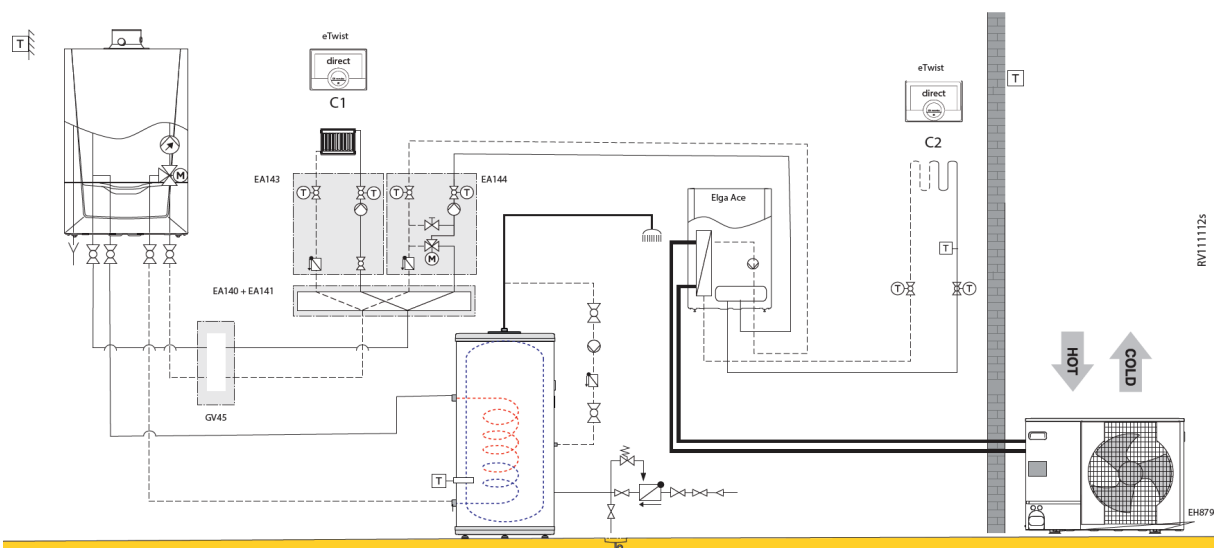 T
eTwist
direct
C1
eTwist
direct
C2
T
M
EA143
EA144
T
T
T
T
M
Elga Ace
T
T
T
EA140 + EA141
GV45
T
HOT
COLD
RV111112s
EH879